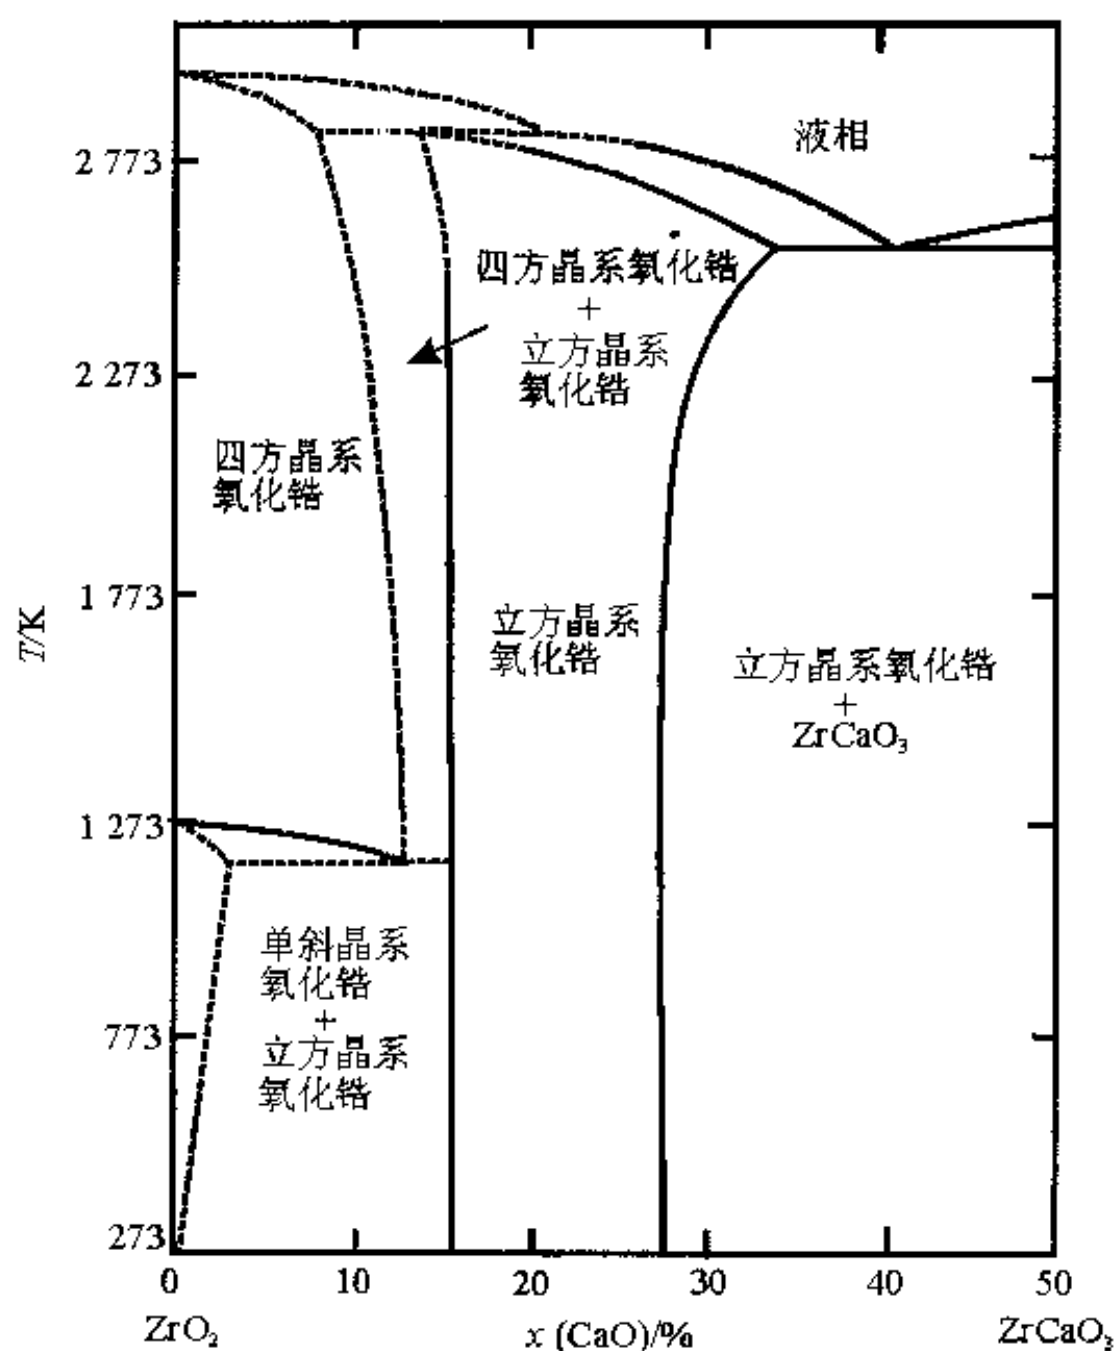 液相
2 773
四方晶系氧化锆
+
立方晶系
氧化锆
2 273
四方晶系
氧化锆
1 773
立方晶系
氧化锆
T/K
立方晶系氧化锆
+
ZrCaO₃
1 273
单斜晶系
氧化锆
+
立方晶系
氧化锆
773
273
0 10 20 30 40 50
ZrO₂ x (CaO)/% ZrCaO₃